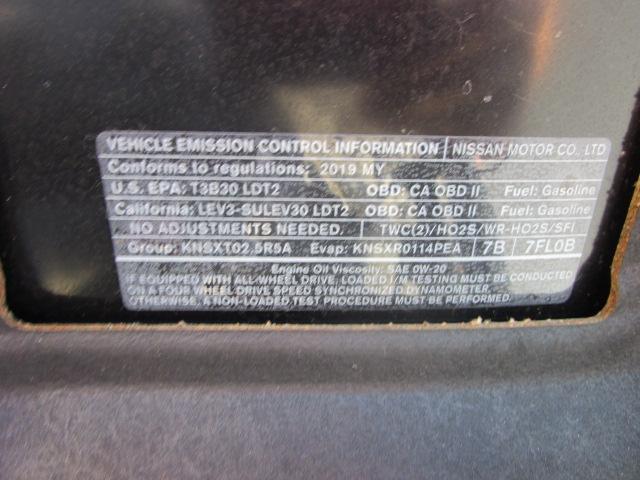 VEHICLE EMISSION CONTROL INFORMATION NISSAN MOTOR CO., LTD
Conforms to regulations: 2019 MY
U.S. EPA: T3B30 LDT2 OBD: CA OBD II Fuel: Gasoline
California: LEV3-SULEV30 LDT2 OBD: CA OBD II Fuel: Gasoline
NO ADJUSTMENTS NEEDED. TWC(2)/HO2S/WR-HO2S/SFI
Group: KNSXT02.5R5A Evap: KNSXR0114PEA 7B 7FL0B
Engine Oil Viscosity: SAE 0W-20
IF EQUIPPED WITH ALL-WHEEL DRIVE: LOADED I/M TESTING MUST BE CONDUCTED
ON A FOUR WHEEL DRIVE SPEED SYNCHRONIZED DYNAMOMETER.
OTHERWISE, A NON-LOADED TEST PROCEDURE MUST BE PERFORMED.